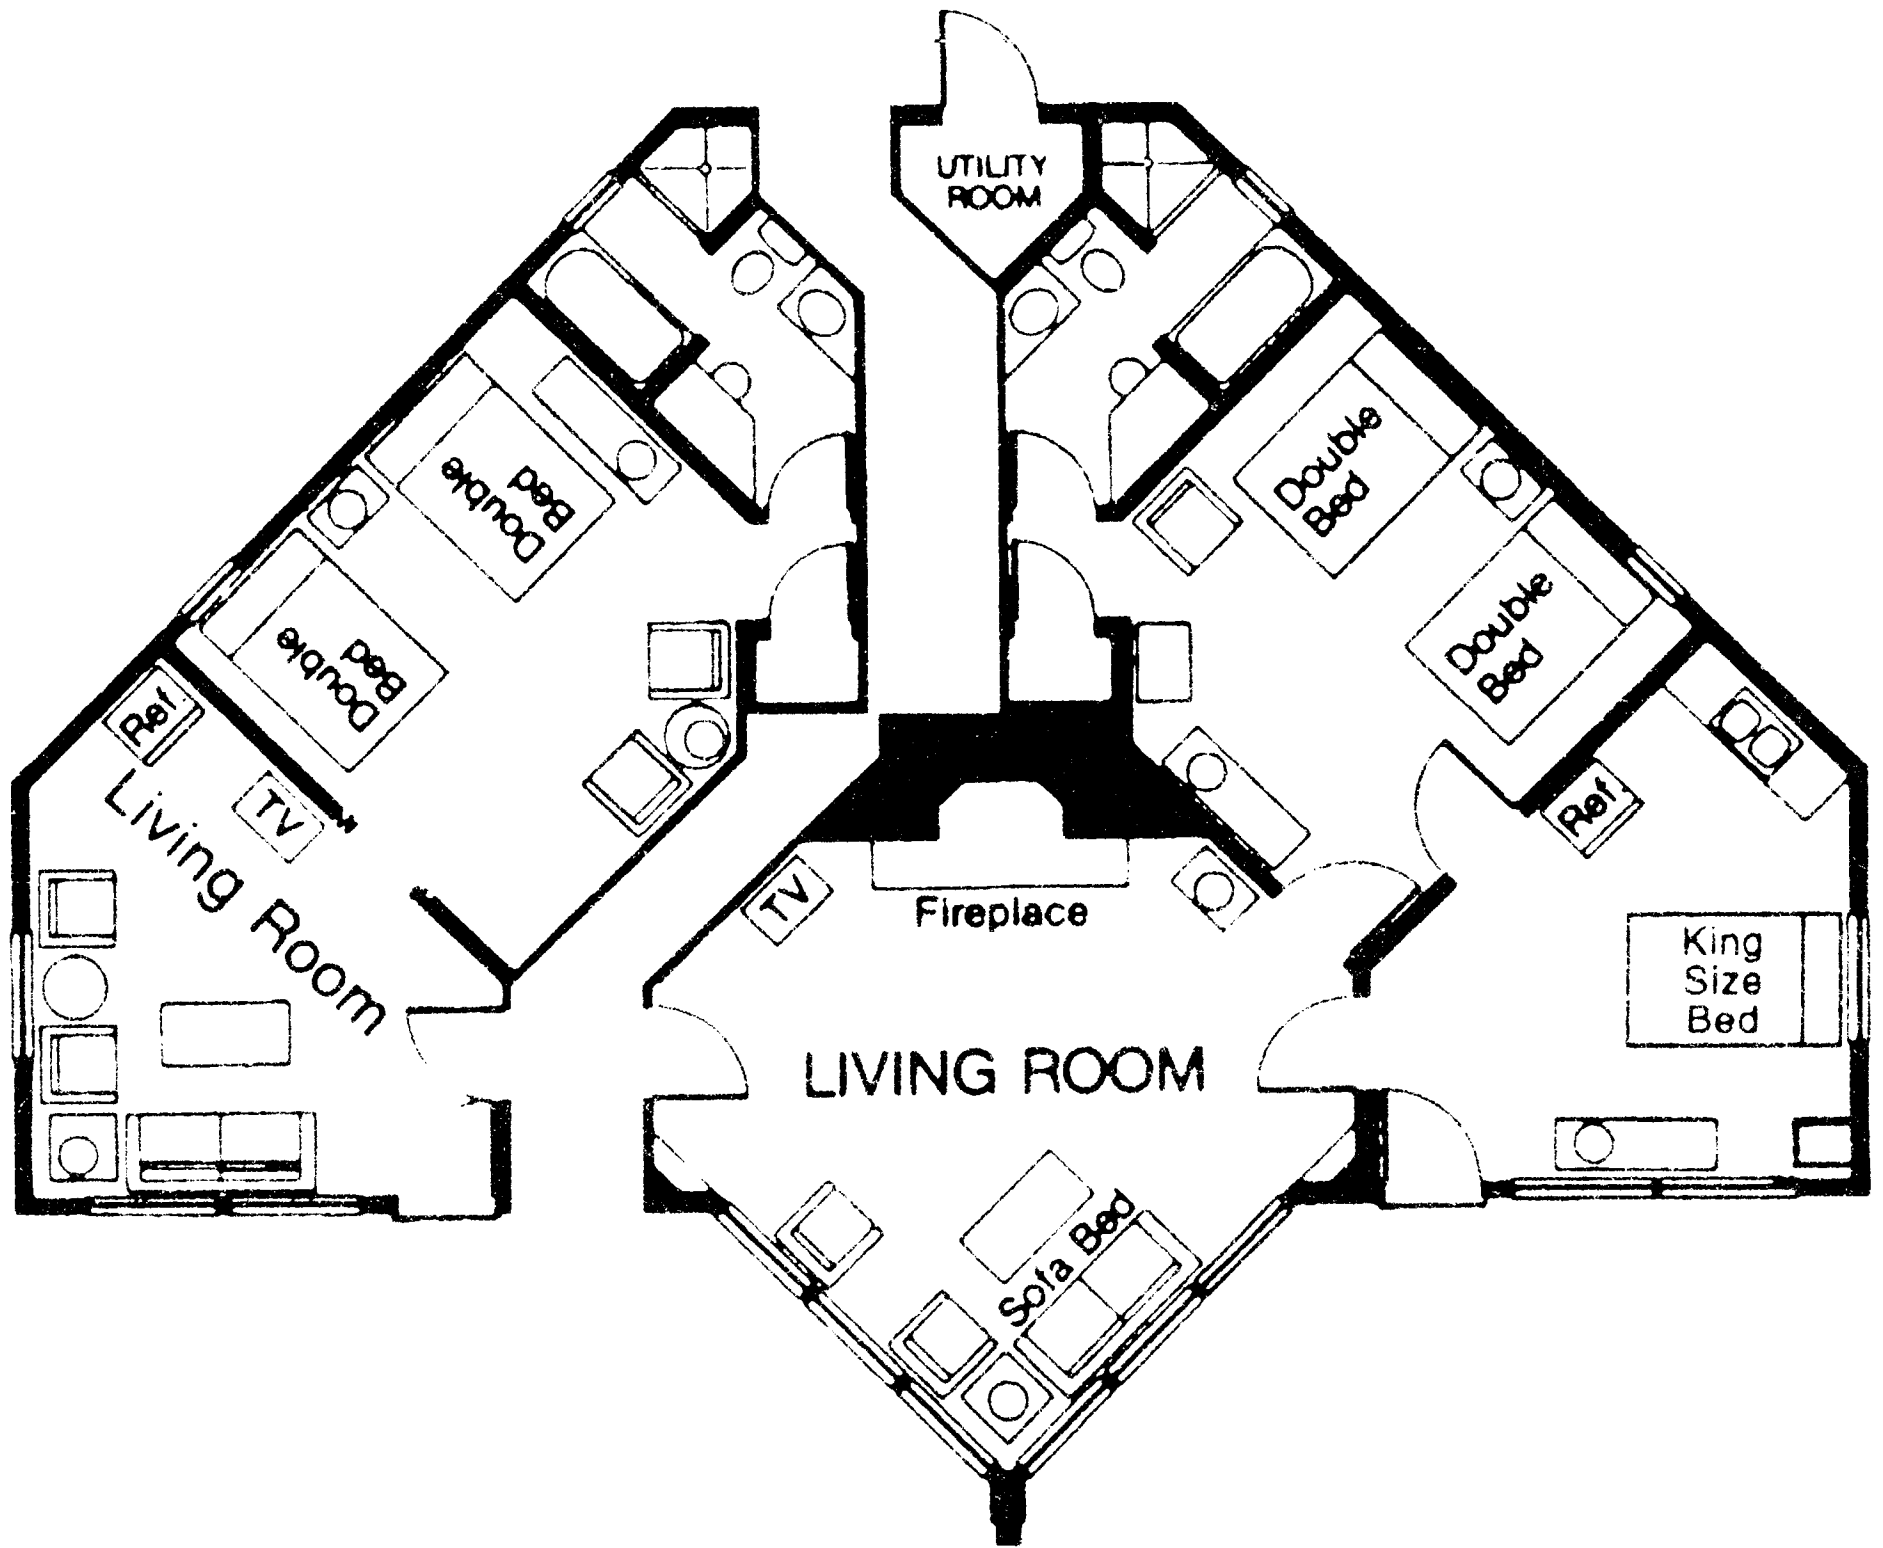 UTILITY
ROOM
Double
Bed
Double
Bed
Double
Bed
Double
Bed
Ref
TV
Living Room
Ref
TV
Fireplace
King
Size
Bed
LIVING ROOM
Sofa Bed